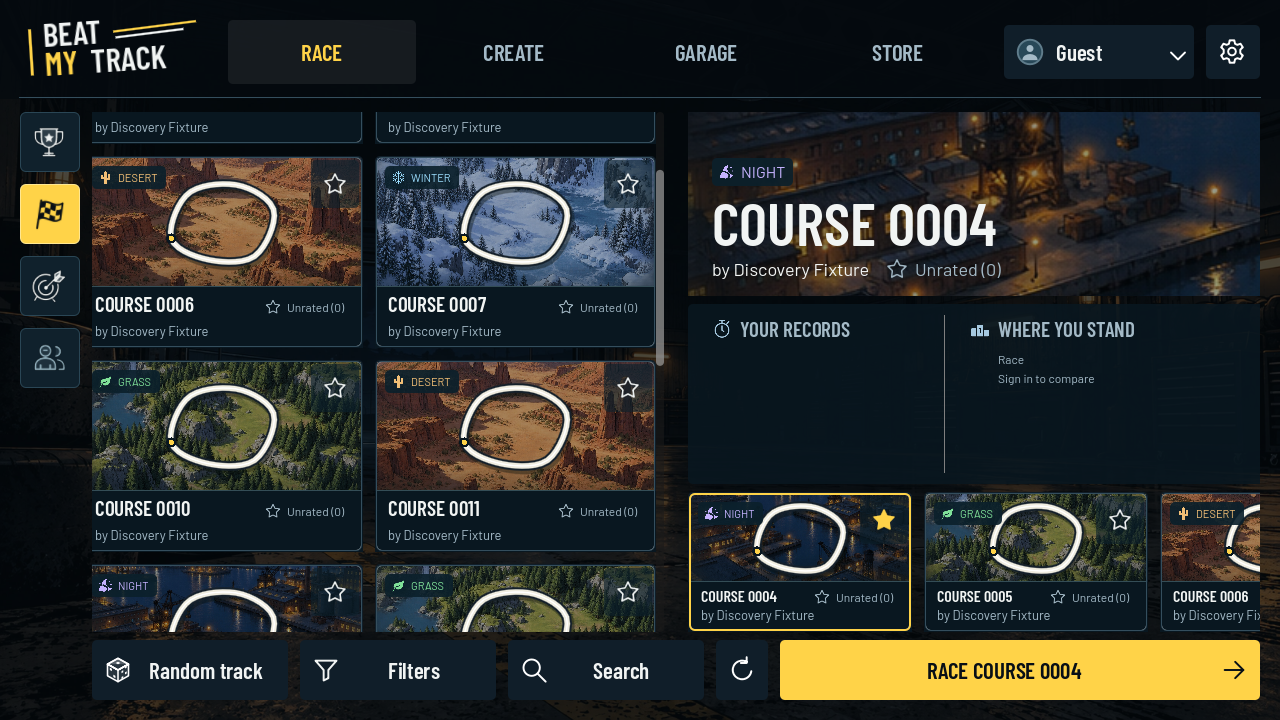 BEAT
MY TRACK
RACE
CREATE
GARAGE
STORE
Guest
by Discovery Fixture
by Discovery Fixture
DESERT
COURSE 0006
Unrated (0)
by Discovery Fixture
WINTER
COURSE 0007
Unrated (0)
by Discovery Fixture
GRASS
COURSE 0010
Unrated (0)
by Discovery Fixture
DESERT
COURSE 0011
Unrated (0)
by Discovery Fixture
NIGHT
GRASS
NIGHT
COURSE 0004
by Discovery Fixture
Unrated (0)
YOUR RECORDS
WHERE YOU STAND
Race
Sign in to compare
NIGHT
COURSE 0004
Unrated (0)
by Discovery Fixture
GRASS
COURSE 0005
Unrated (0)
by Discovery Fixture
DESERT
COURSE 0006
by Discovery
Random track
Filters
Search
RACE COURSE 0004